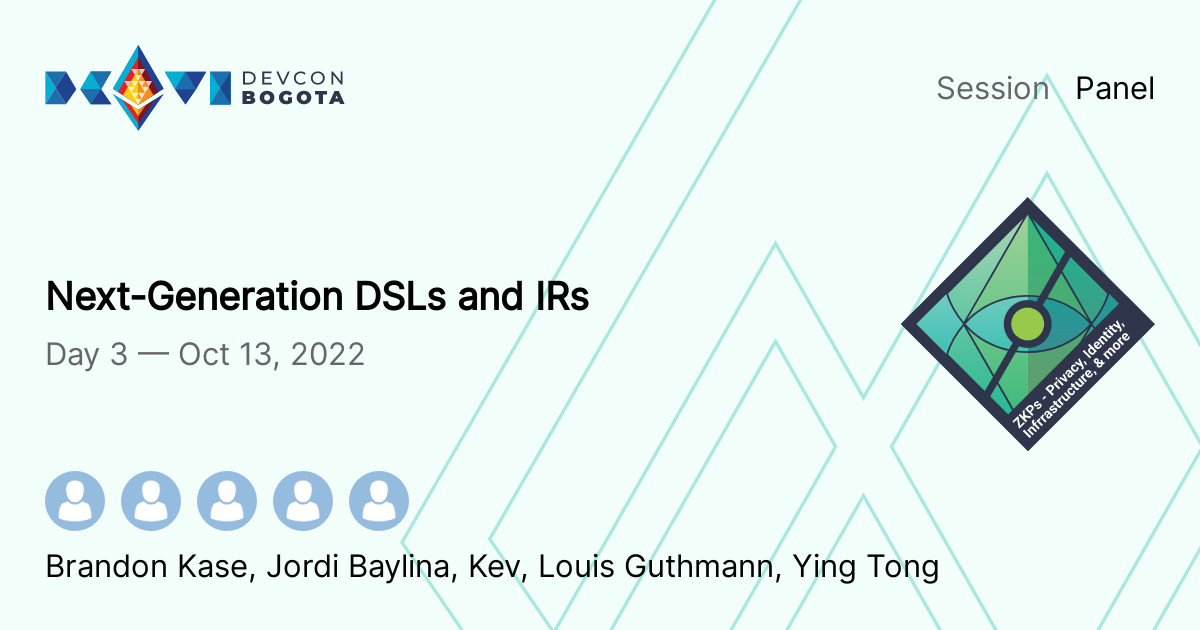 DEVCON
BOGOTA
Session Panel
Next-Generation DSLs and IRs
Day 3 — Oct 13, 2022
ZKPs - Privacy, Identity,
Infrrastructure, & more
Brandon Kase, Jordi Baylina, Kev, Louis Guthmann, Ying Tong